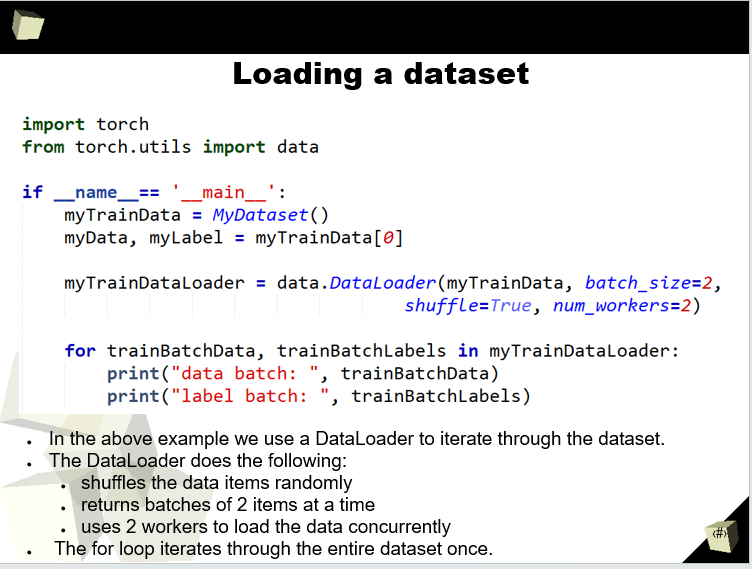 Loading a dataset
import torch
from torch.utils import data
if __name__== '__main__':
myTrainData = MyDataset()
myData, myLabel = myTrainData[0]
myTrainDataLoader = data.DataLoader(myTrainData, batch_size=2,
shuffle=True, num_workers=2)
for trainBatchData, trainBatchLabels in myTrainDataLoader:
print("data batch: ", trainBatchData)
print("label batch: ", trainBatchLabels)
• In the above example we use a DataLoader to iterate through the dataset.
• The DataLoader does the following:
• shuffles the data items randomly
• returns batches of 2 items at a time
• uses 2 workers to load the data concurrently
• The for loop iterates through the entire dataset once.
‹#›